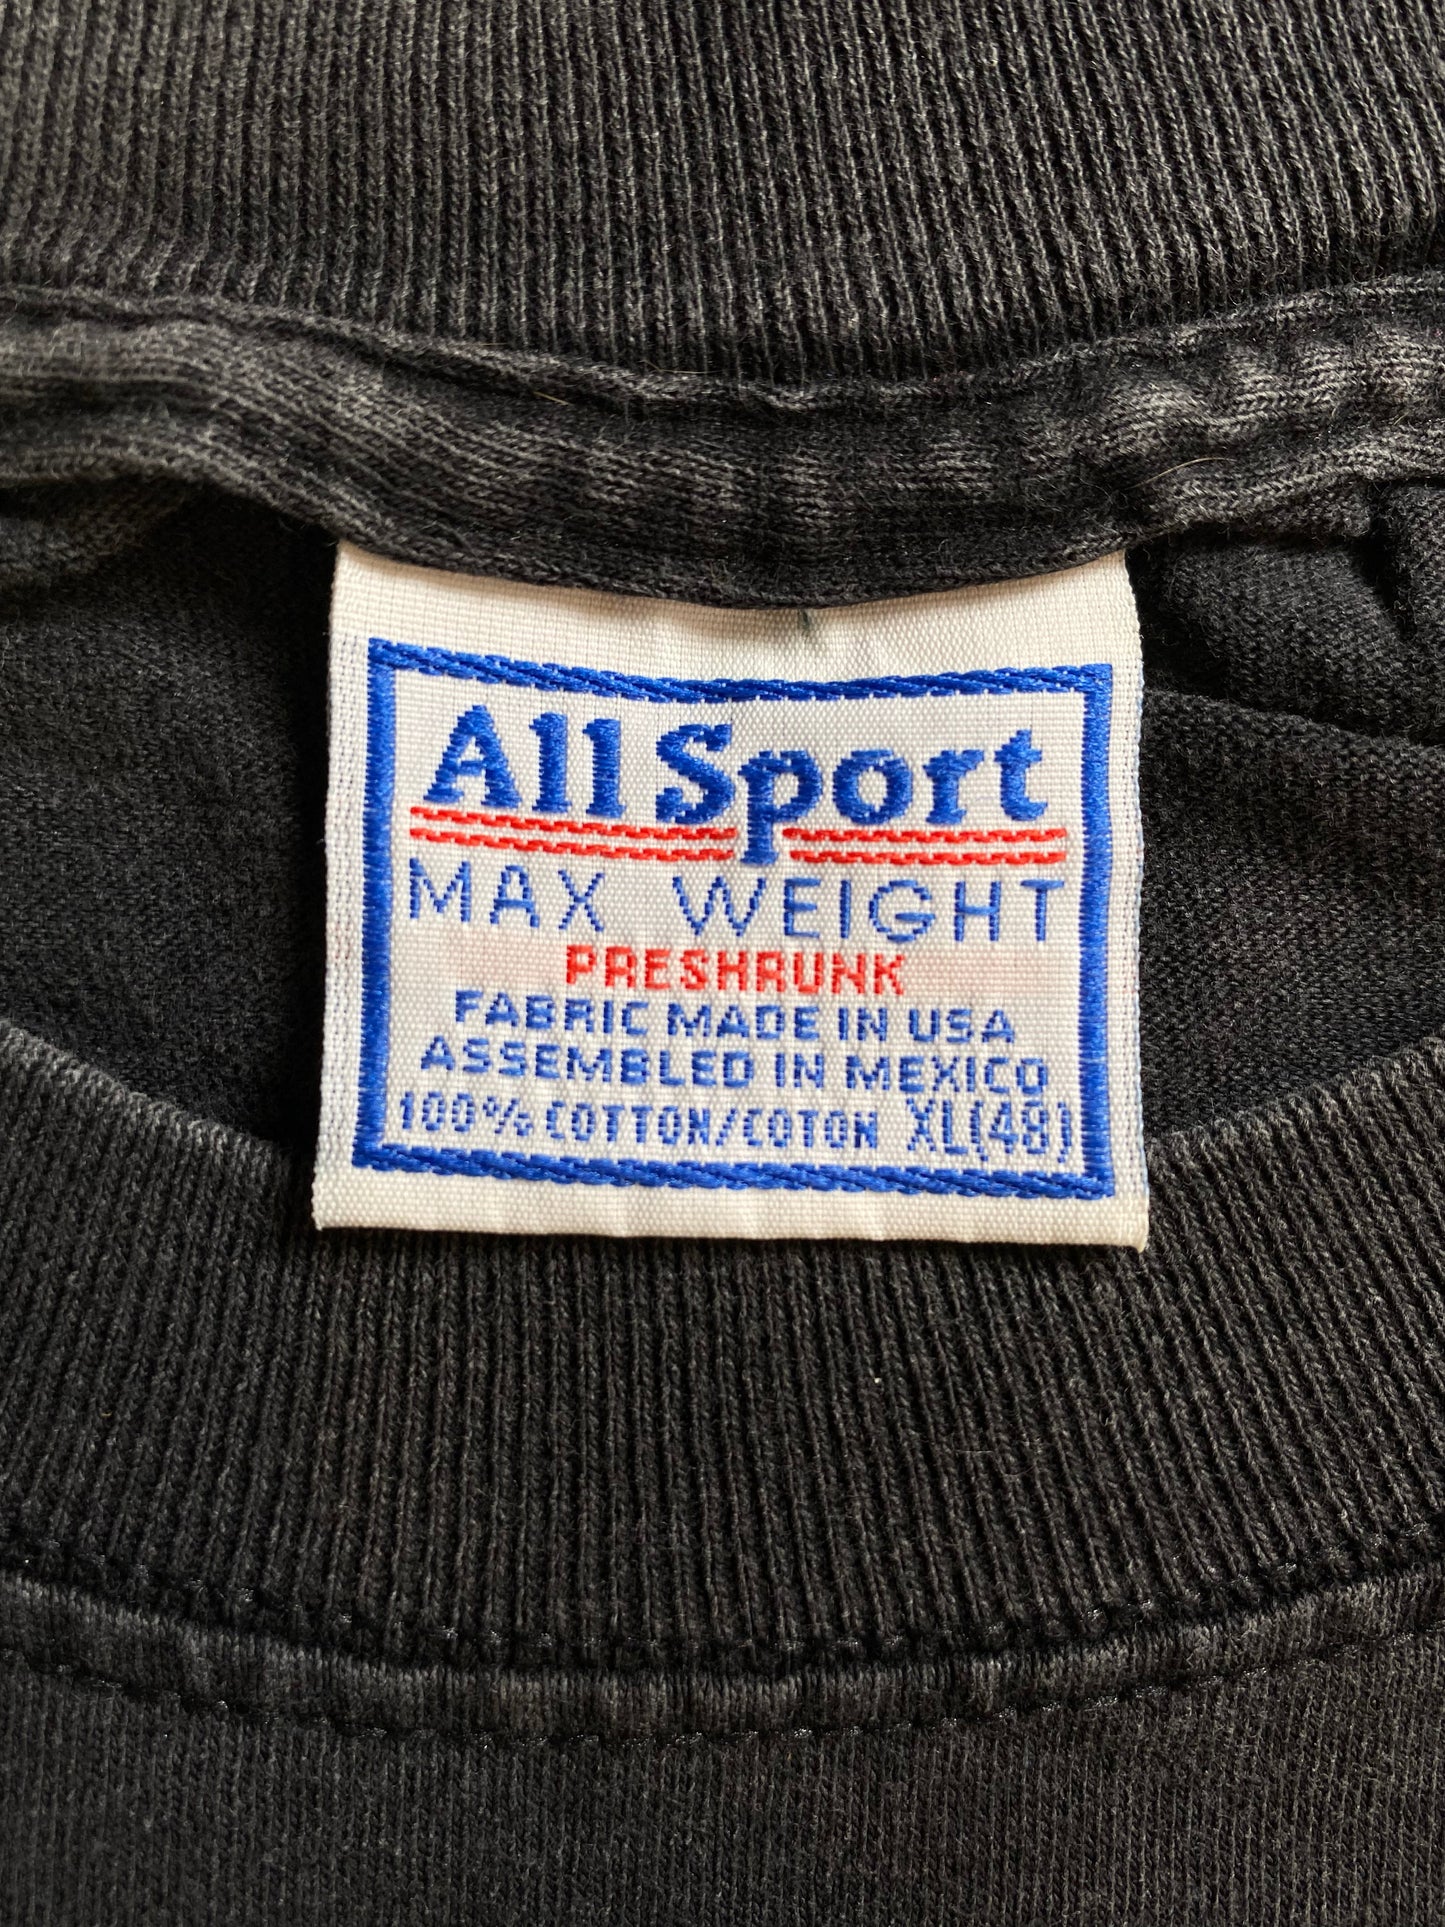 All Sport
MAX WEIGHT
PRESHRUNK
FABRIC MADE IN USA
ASSEMBLED IN MEXICO
100% COTTON/COTON XL(48)